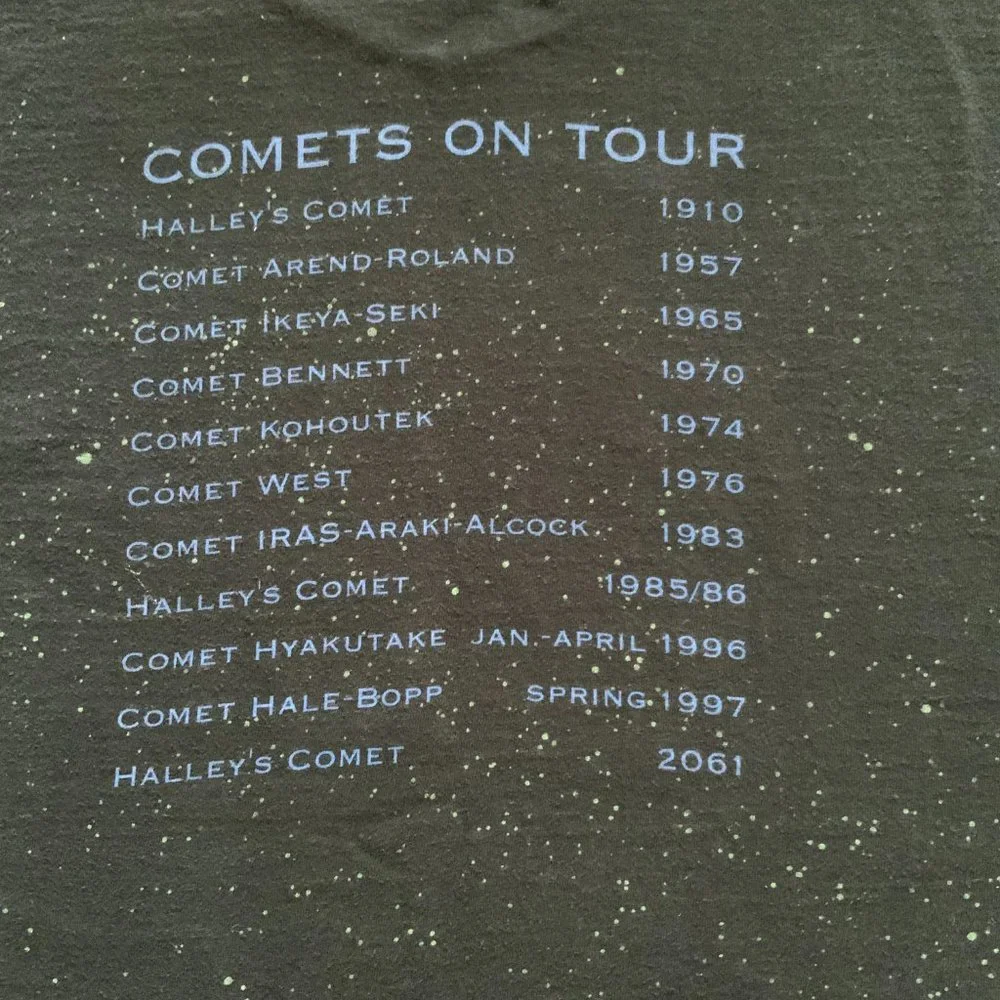 COMETS ON TOUR
HALLEY'S COMET 1910
COMET AREND-ROLAND 1957
COMET IKEYA-SEKI 1965
COMET BENNETT 1970
COMET KOHOUTEK 1974
COMET WEST 1976
COMET IRAS-ARAKI-ALCOCK 1983
HALLEY'S COMET 1985/86
COMET HYAKUTAKE JAN.-APRIL 1996
COMET HALE-BOPP SPRING 1997
HALLEY'S COMET 2061